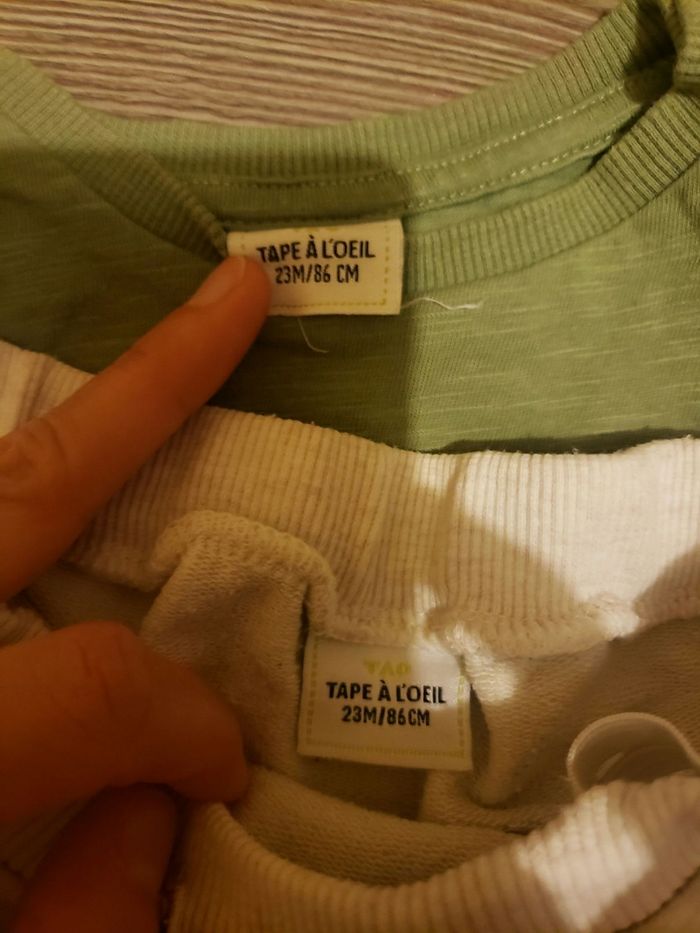 TAPE À L'OEIL
23M/86 CM
TAO
TAPE À L'OEIL
23M/86CM